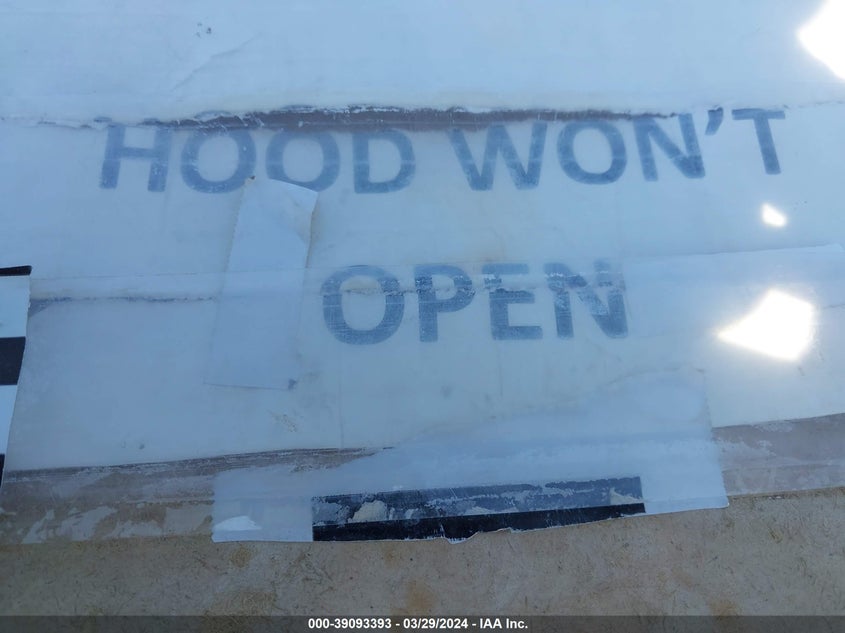 HOOD WON'T
OPEN
000-39093393 - 03/29/2024 - IAA Inc.